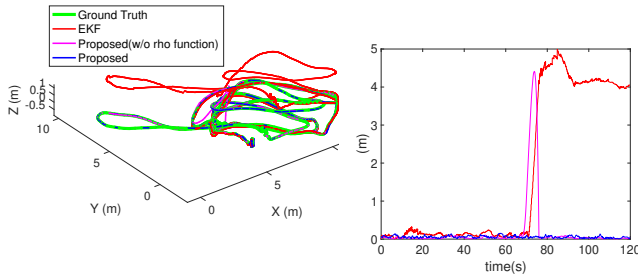 Ground Truth
EKF
Proposed(w/o rho function)
Proposed
Z (m)
1
0.5
0
-0.5
10
5
0
Y (m)
0
5
X (m)
5
4
3
2
1
0
(m)
0 20 40 60 80 100 120
time(s)